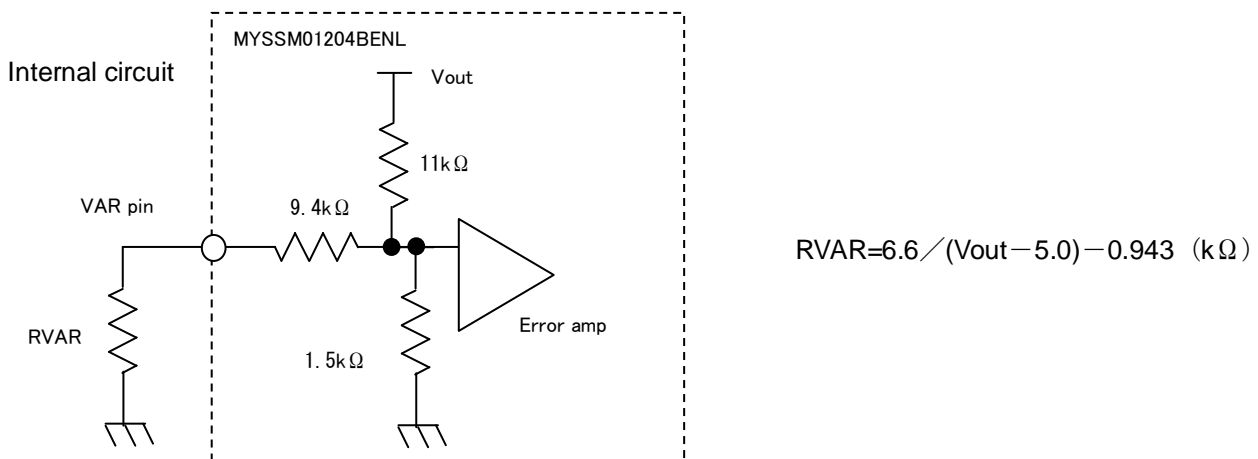 MYSSM01204BENL
Internal circuit
Vout
11kΩ
VAR pin
9.4kΩ
RVAR=6.6／(Vout－5.0)－0.943 （kΩ）
Error amp
RVAR
1.5kΩ